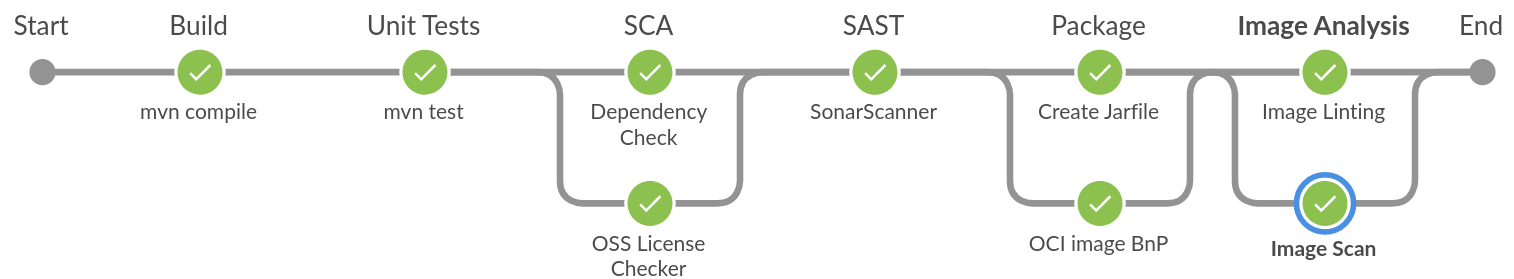 Start
Build
Unit Tests
SCA
SAST
Package
Image Analysis
End
mvn compile
mvn test
Dependency
Check
SonarScanner
Create Jarfile
Image Linting
OSS License
Checker
OCI image BnP
Image Scan